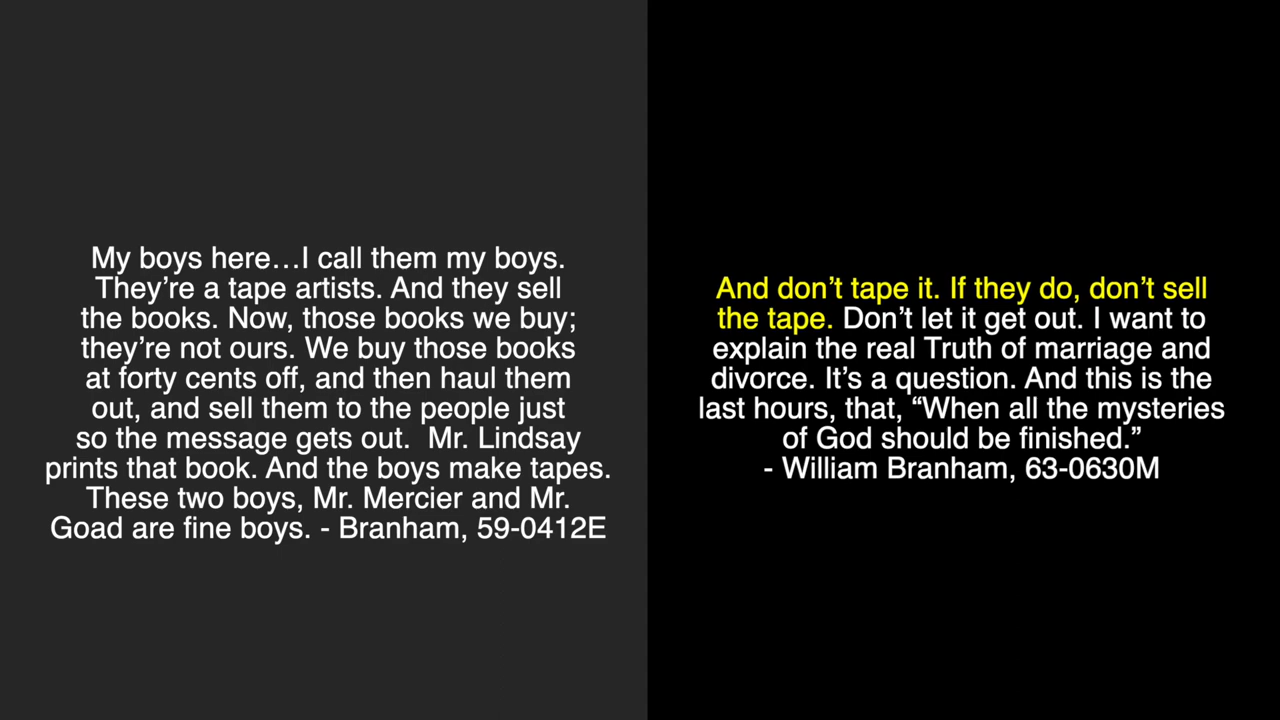 My boys here…I call them my boys.
They’re a tape artists. And they sell
the books. Now, those books we buy;
they’re not ours. We buy those books
at forty cents off, and then haul them
out, and sell them to the people just
so the message gets out.  Mr. Lindsay
prints that book. And the boys make tapes.
These two boys, Mr. Mercier and Mr.
Goad are fine boys. - Branham, 59-0412E
And don’t tape it. If they do, don’t sell
the tape. Don’t let it get out. I want to
explain the real Truth of marriage and
divorce. It’s a question. And this is the
last hours, that, “When all the mysteries
of God should be finished.”
- William Branham, 63-0630M